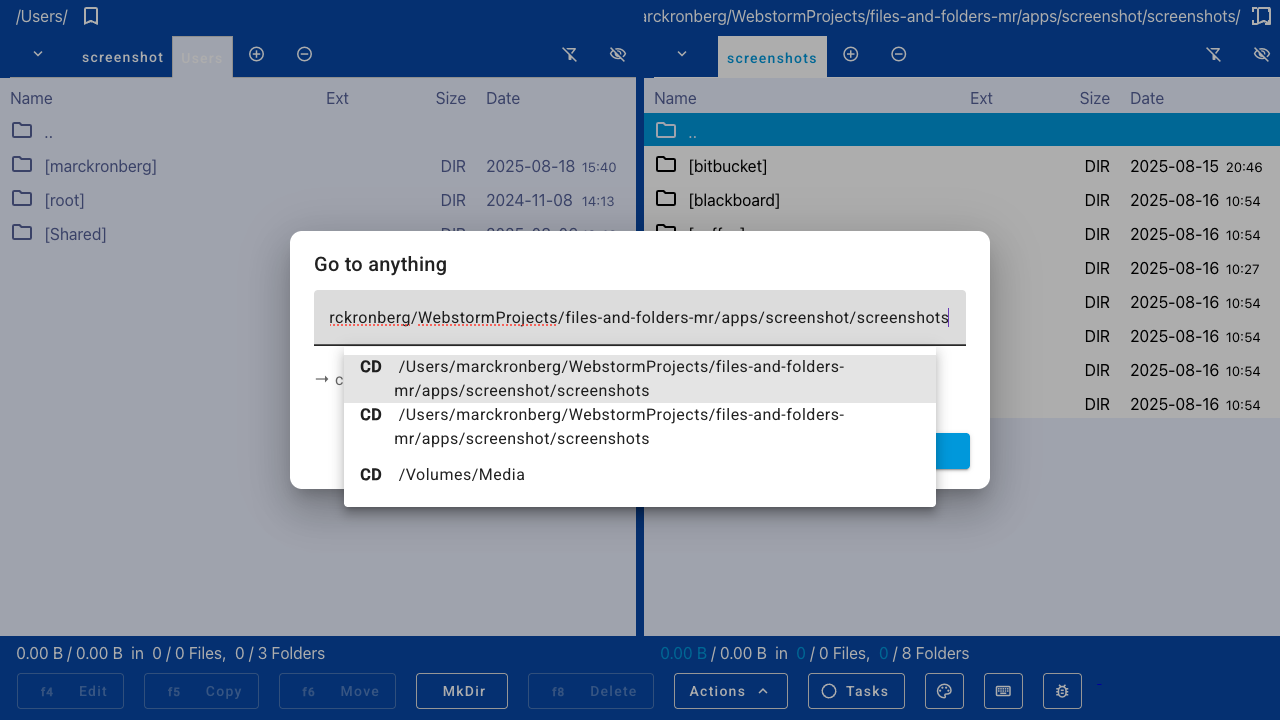 /Users/
rckronberg/WebstormProjects/files-and-folders-mr/apps/screenshot/screenshots/
screenshot Users
screenshots
Name Ext Size Date
Name Ext Size Date
..
[marckronberg] DIR 2025-08-18 15:40
[root] DIR 2024-11-08 14:13
[Shared] DIR
..
[bitbucket] DIR 2025-08-15 20:46
[blackboard] DIR 2025-08-16 10:54
DIR 2025-08-16 10:54
DIR 2025-08-16 10:27
DIR 2025-08-16 10:54
DIR 2025-08-16 10:54
DIR 2025-08-16 10:54
DIR 2025-08-16 10:54
Go to anything
rckronberg/WebstormProjects/files-and-folders-mr/apps/screenshot/screenshots
→ c
CD /Users/marckronberg/WebstormProjects/files-and-folders-
mr/apps/screenshot/screenshots
CD /Users/marckronberg/WebstormProjects/files-and-folders-
mr/apps/screenshot/screenshots
CD /Volumes/Media
0.00 B / 0.00 B in 0 / 0 Files, 0 / 3 Folders
0.00 B / 0.00 B in 0 / 0 Files, 0 / 8 Folders
f4 Edit f5 Copy f6 Move MkDir f8 Delete Actions Tasks